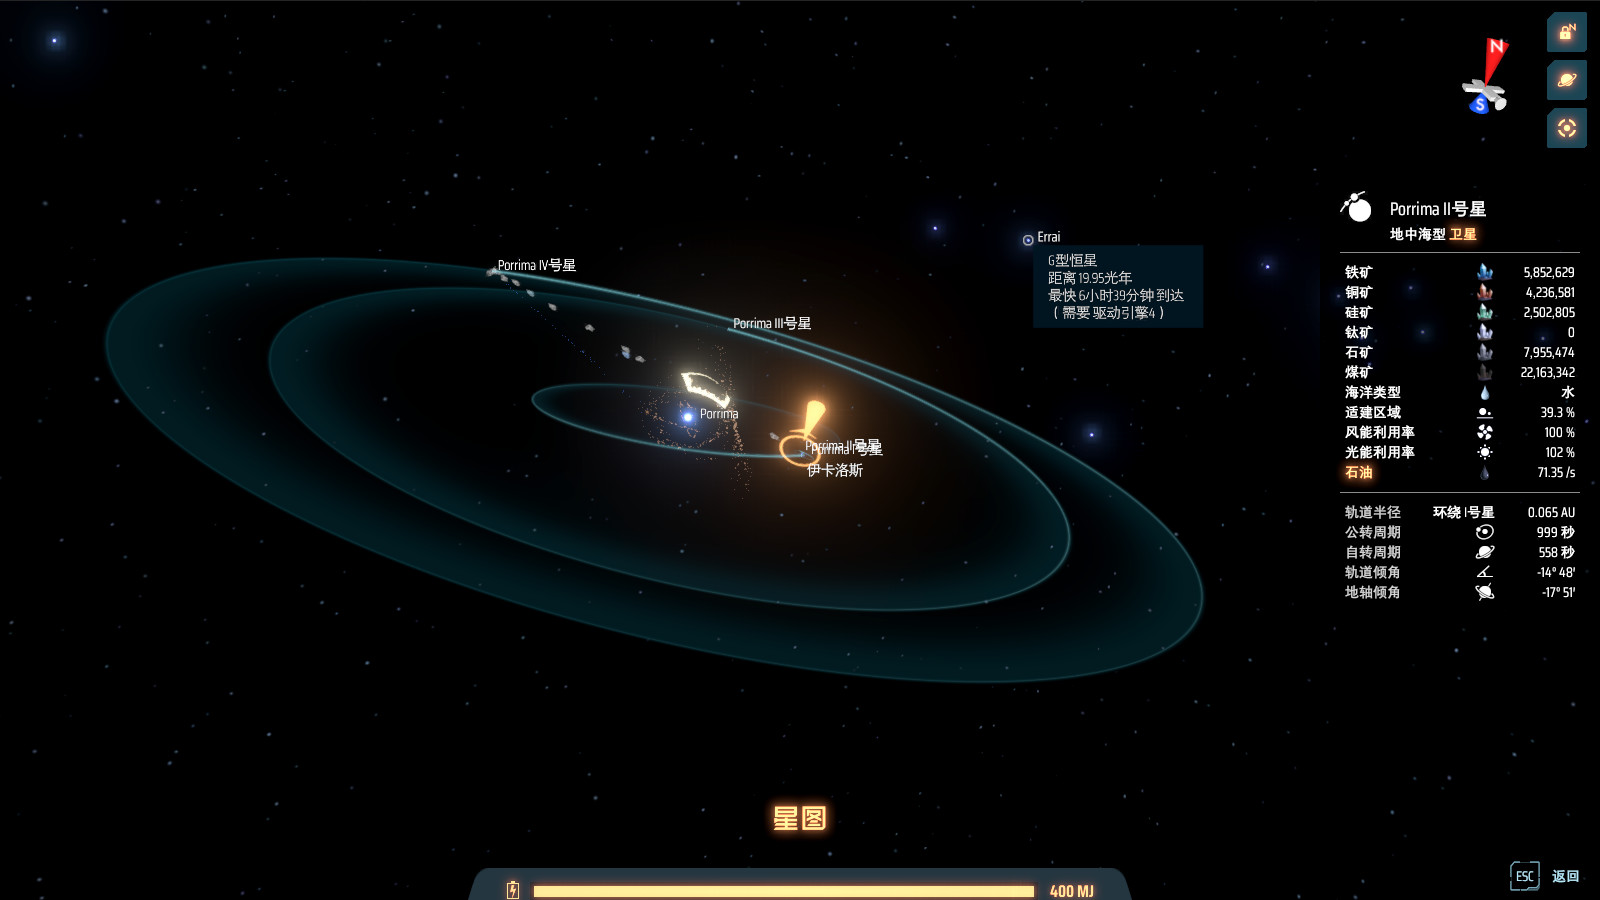 N
S
N
Porrima II号星
地中海型 卫星
铁矿 5,852,629
铜矿 4,236,581
硅矿 2,502,805
钛矿 0
石矿 7,955,474
煤矿 22,163,342
海洋类型 水
适建区域 39.3 %
风能利用率 100 %
光能利用率 102 %
石油 71.35 /s
轨道半径 环绕 I号星 0.065 AU
公转周期 999 秒
自转周期 558 秒
轨道倾角 -14° 48'
地轴倾角 -17° 51'
Errai
G型恒星
距离 19.95光年
最快 6小时39分钟 到达
( 需要 驱动引擎4 )
Porrima IV号星
Porrima III号星
Porrima
Porrima II号星
Porrima I号星
伊卡洛斯
星图
400 MJ
ESC 返回